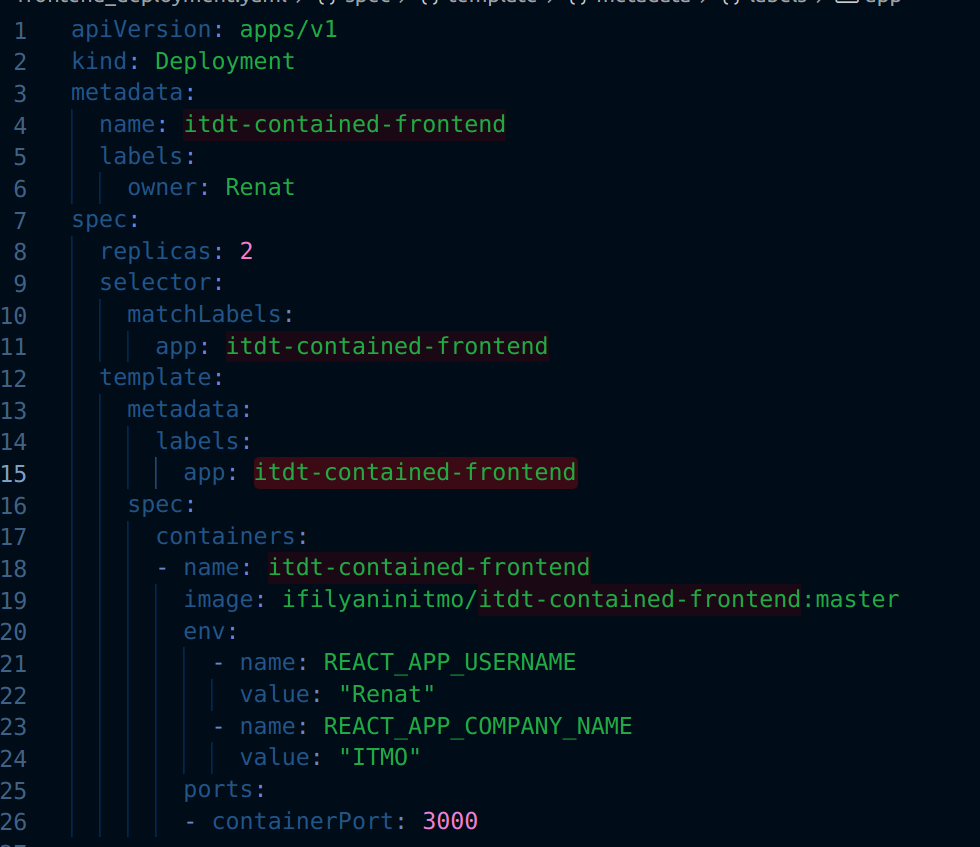 frontend_deployment.yaml > {} spec > {} template > {} metadata > {} labels > app
1 apiVersion: apps/v1
2 kind: Deployment
3 metadata:
4   name: itdt-contained-frontend
5   labels:
6     owner: Renat
7 spec:
8   replicas: 2
9   selector:
10     matchLabels:
11       app: itdt-contained-frontend
12   template:
13     metadata:
14       labels:
15         app: itdt-contained-frontend
16     spec:
17       containers:
18       - name: itdt-contained-frontend
19         image: ifilyaninitmo/itdt-contained-frontend:master
20         env:
21           - name: REACT_APP_USERNAME
22             value: "Renat"
23           - name: REACT_APP_COMPANY_NAME
24             value: "ITMO"
25         ports:
26         - containerPort: 3000